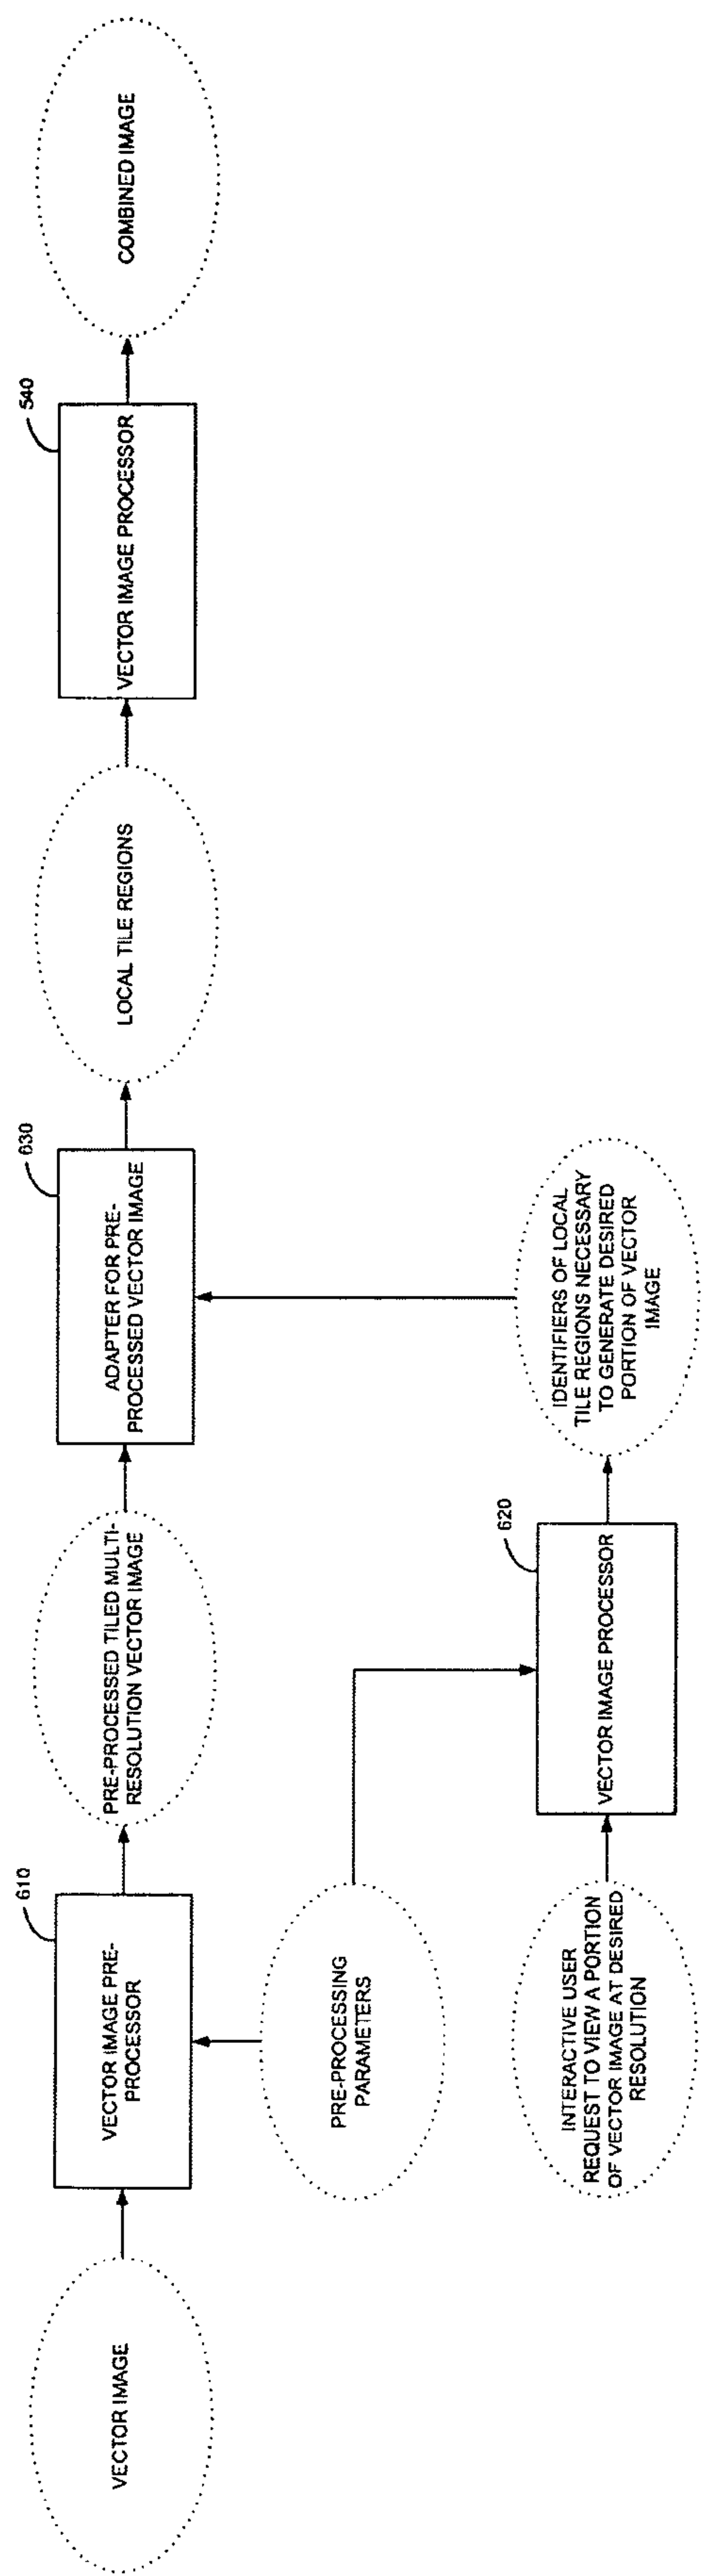 VECTOR IMAGE
610
VECTOR IMAGE PRE-
PROCESSOR
PRE-PROCESSED TILED MULTI-
RESOLUTION VECTOR IMAGE
630
ADAPTER FOR PRE-
PROCESSED VECTOR IMAGE
LOCAL TILE REGIONS
540
VECTOR IMAGE PROCESSOR
COMBINED IMAGE
PRE-PROCESSING
PARAMETERS
INTERACTIVE USER
REQUEST TO VIEW A PORTION
OF VECTOR IMAGE AT DESIRED
RESOLUTION
620
VECTOR IMAGE PROCESSOR
IDENTIFIERS OF LOCAL
TILE REGIONS NECESSARY
TO GENERATE DESIRED
PORTION OF VECTOR
IMAGE